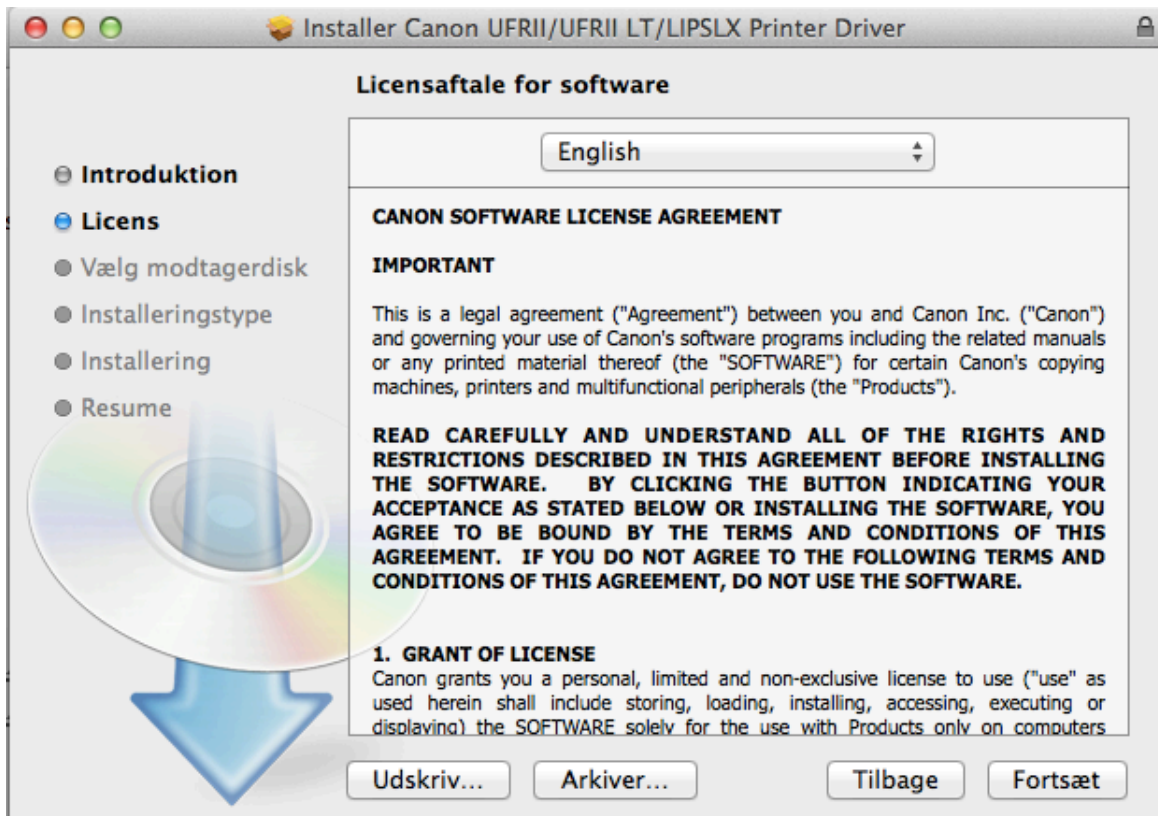 Installer Canon UFRII/UFRII LT/LIPSLX Printer Driver
Licensaftale for software
Introduktion
Licens
Vælg modtagerdisk
Installeringstype
Installering
Resume
English
CANON SOFTWARE LICENSE AGREEMENT
IMPORTANT
This is a legal agreement ("Agreement") between you and Canon Inc. ("Canon")
and governing your use of Canon's software programs including the related manuals
or any printed material thereof (the "SOFTWARE") for certain Canon's copying
machines, printers and multifunctional peripherals (the "Products").
READ CAREFULLY AND UNDERSTAND ALL OF THE RIGHTS AND
RESTRICTIONS DESCRIBED IN THIS AGREEMENT BEFORE INSTALLING
THE SOFTWARE. BY CLICKING THE BUTTON INDICATING YOUR
ACCEPTANCE AS STATED BELOW OR INSTALLING THE SOFTWARE, YOU
AGREE TO BE BOUND BY THE TERMS AND CONDITIONS OF THIS
AGREEMENT. IF YOU DO NOT AGREE TO THE FOLLOWING TERMS AND
CONDITIONS OF THIS AGREEMENT, DO NOT USE THE SOFTWARE.
1. GRANT OF LICENSE
Canon grants you a personal, limited and non-exclusive license to use ("use" as
used herein shall include storing, loading, installing, accessing, executing or
displaying) the SOFTWARE solely for the use with Products only on computers
Udskriv...
Arkiver...
Tilbage
Fortsæt